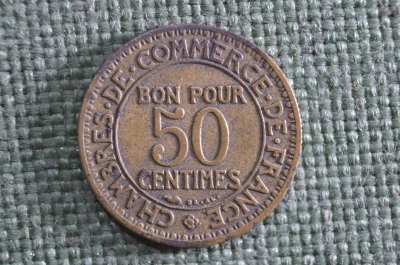 CHAMBRES · DE · COMMERCE · DE · FRANCE
BON POUR
50
CENTIMES